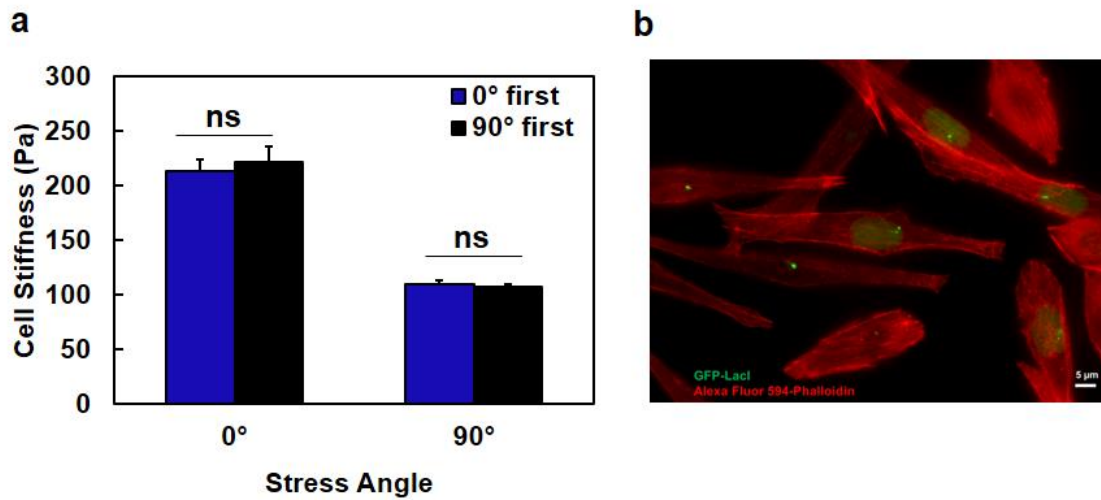 a
b
300
250
200
150
100
50
0
Cell Stiffness (Pa)
0° first
90° first
ns
ns
0°
90°
Stress Angle
GFP-LacI
Alexa Fluor 594-Phalloidin
5 µm